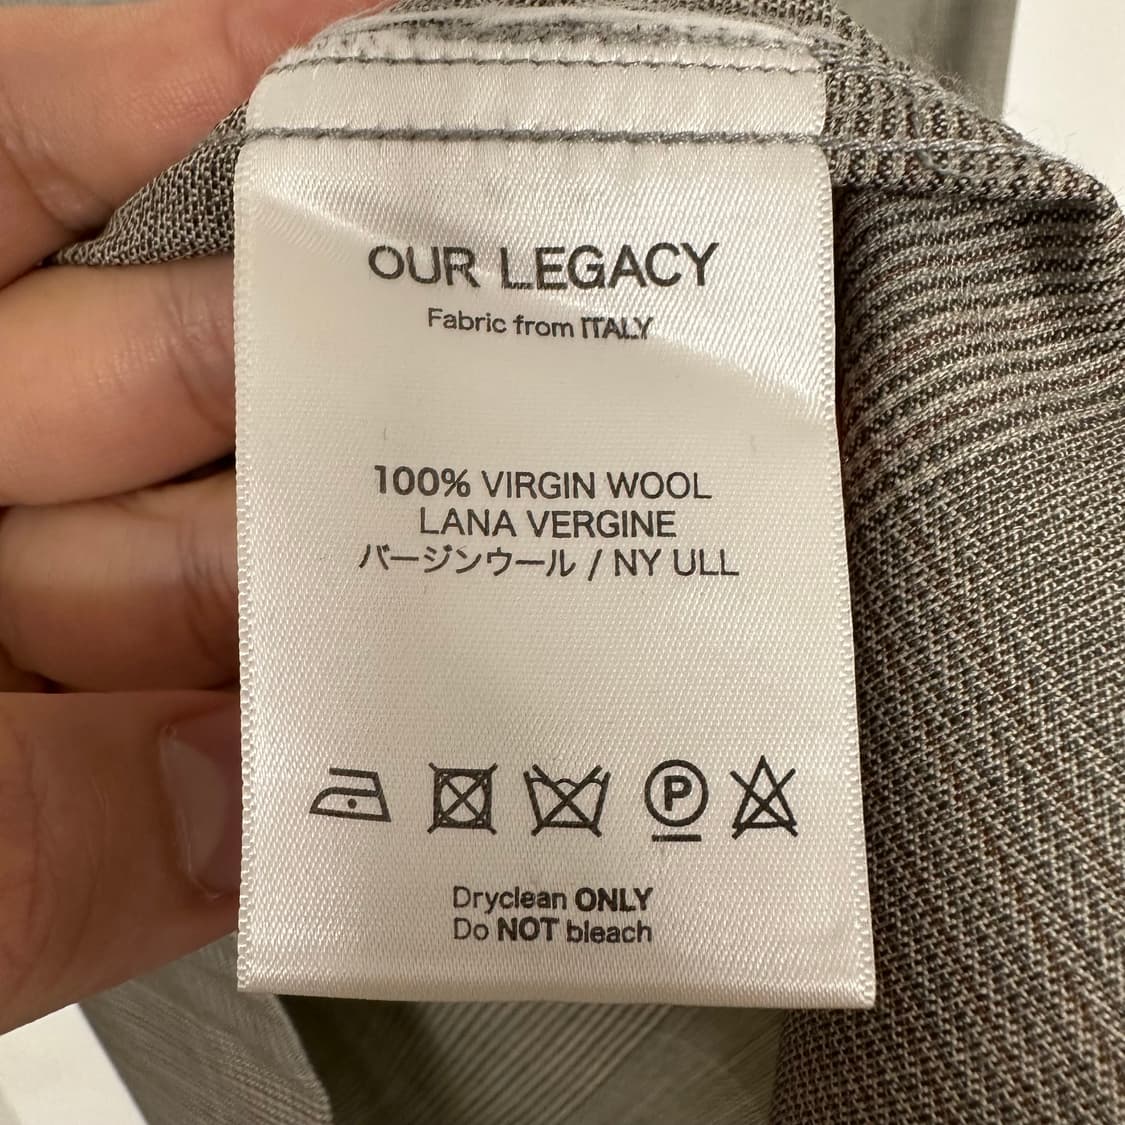 OUR LEGACY
Fabric from ITALY
100% VIRGIN WOOL
LANA VERGINE
バージンウール / NY ULL
P
Dryclean ONLY
Do NOT bleach